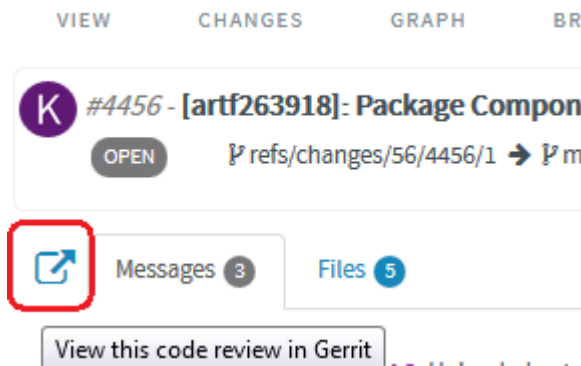 VIEW CHANGES GRAPH BR
K #4456 - [artf263918]: Package Compon
OPEN refs/changes/56/4456/1 → m
Messages 3 Files 5
View this code review in Gerrit